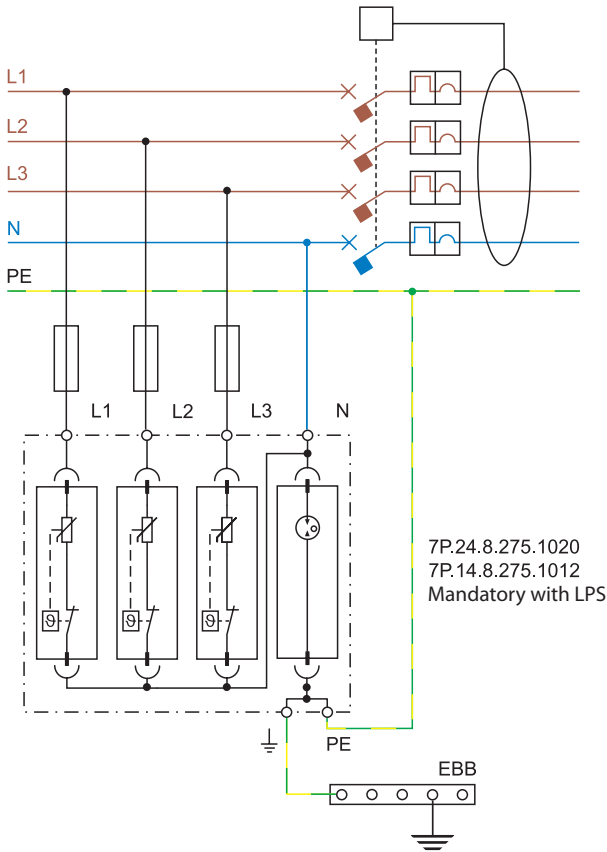 L1
L2
L3
N
PE
L1 L2 L3 N
ϑ ϑ ϑ
7P.24.8.275.1020
7P.14.8.275.1012
Mandatory with LPS
PE
EBB